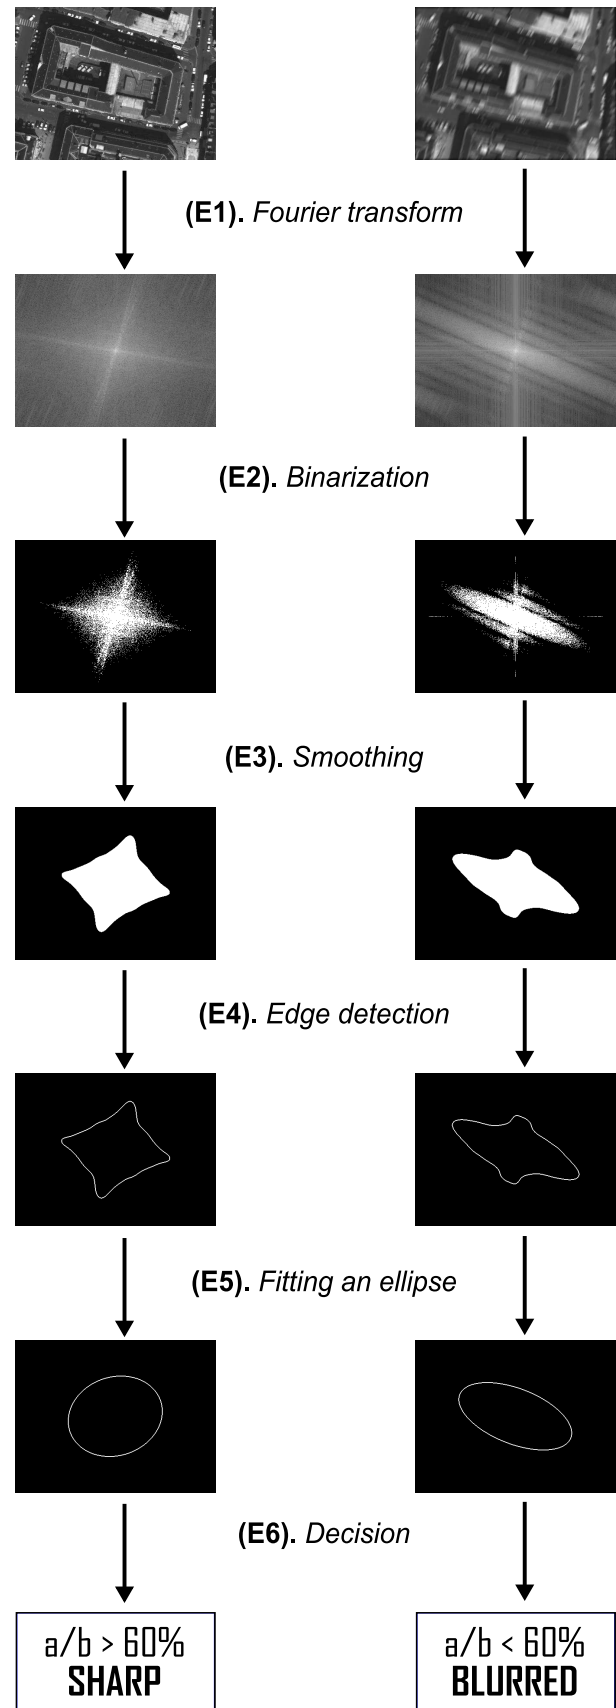 (E1). Fourier transform
(E2). Binarization
(E3). Smoothing
(E4). Edge detection
(E5). Fitting an ellipse
(E6). Decision
a/b > 60%
SHARP
a/b < 60%
BLURRED